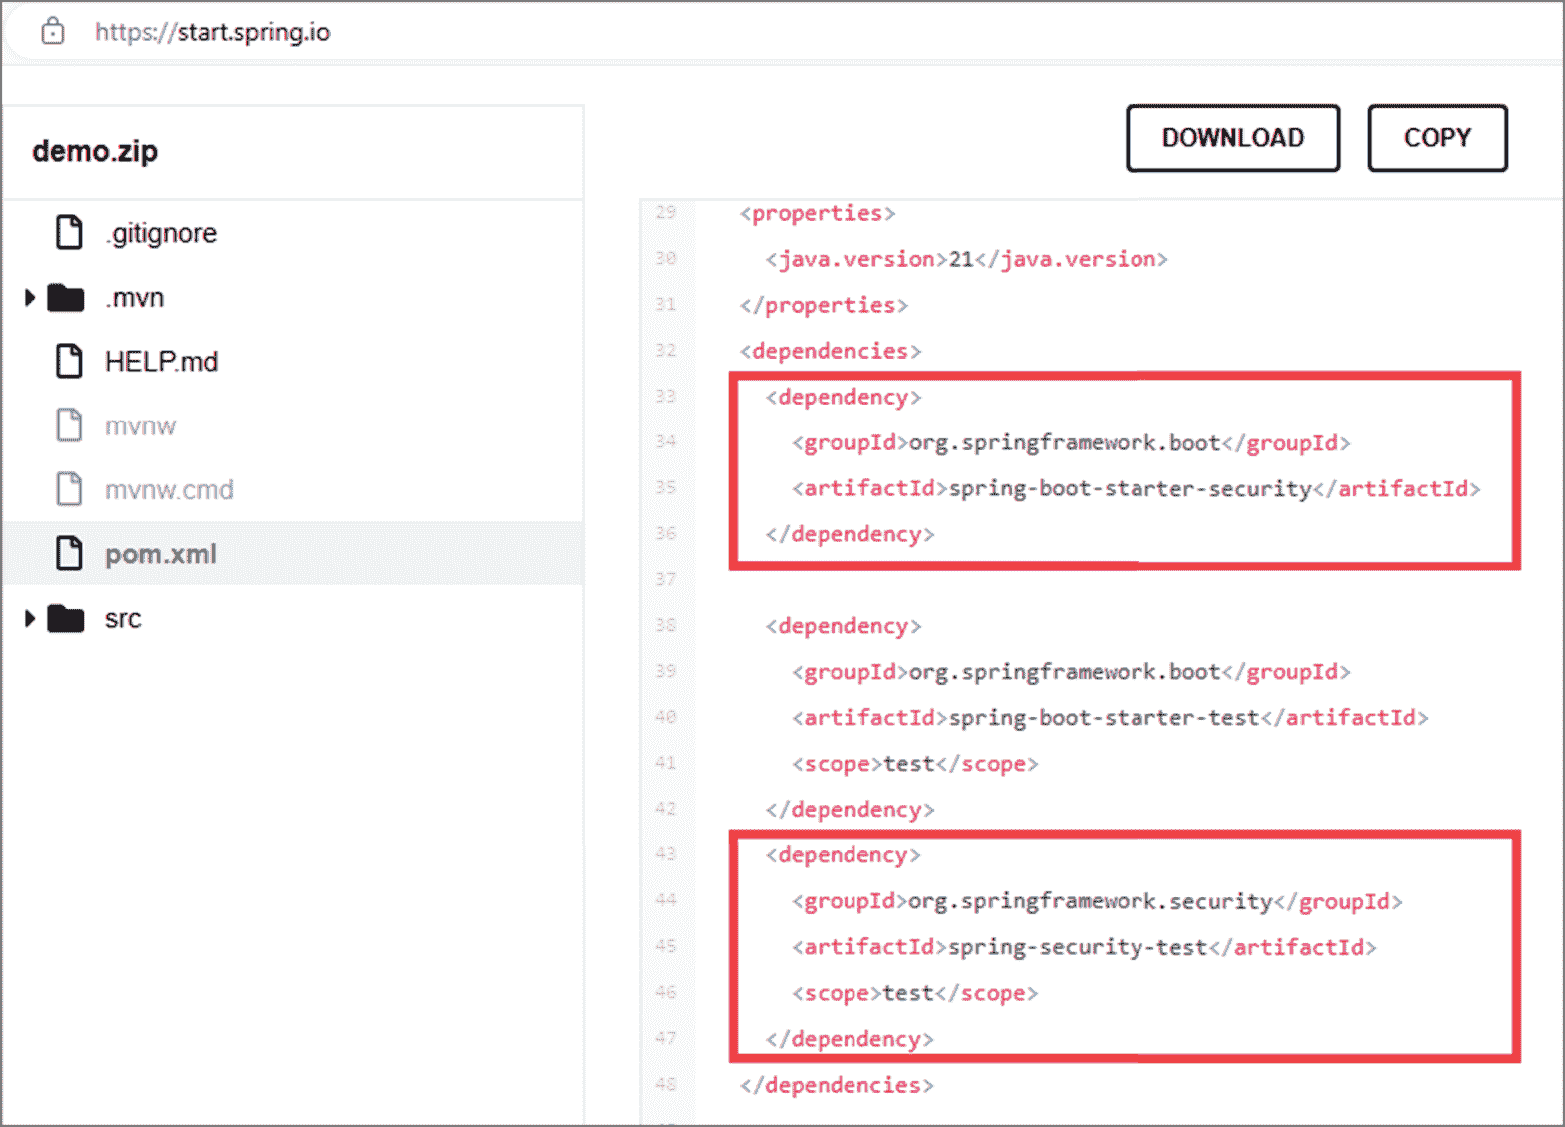 https://start.spring.io
demo.zip
DOWNLOAD
COPY
.gitignore
.mvn
HELP.md
mvnw
mvnw.cmd
pom.xml
src
29 <properties>
30 <java.version>21</java.version>
31 </properties>
32 <dependencies>
33 <dependency>
34 <groupId>org.springframework.boot</groupId>
35 <artifactId>spring-boot-starter-security</artifactId>
36 </dependency>
37
38 <dependency>
39 <groupId>org.springframework.boot</groupId>
40 <artifactId>spring-boot-starter-test</artifactId>
41 <scope>test</scope>
42 </dependency>
43 <dependency>
44 <groupId>org.springframework.security</groupId>
45 <artifactId>spring-security-test</artifactId>
46 <scope>test</scope>
47 </dependency>
48 </dependencies>